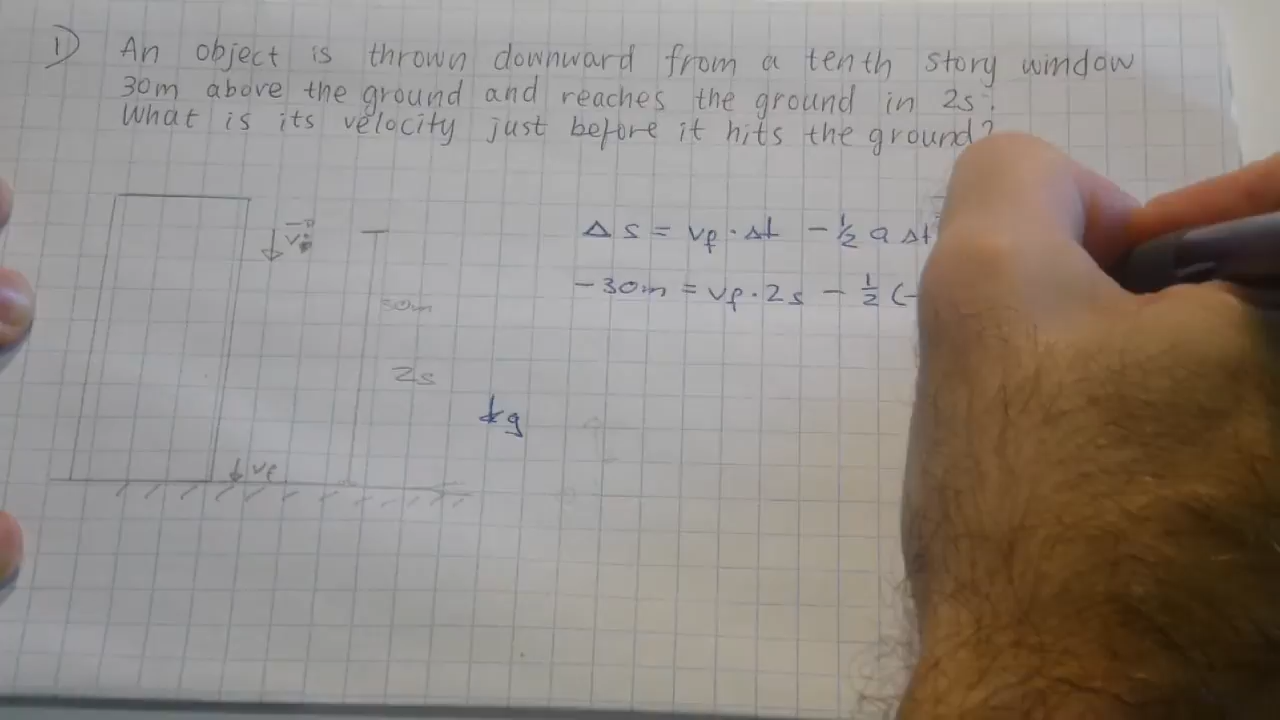 1) An object is thrown downward from a tenth story window
30m above the ground and reaches the ground in 2s.
What is its velocity just before it hits the ground?
Δs = vf · Δt - ½ a Δt²
-30m = vf · 2s - ½ (-
30m
2s
g
vf